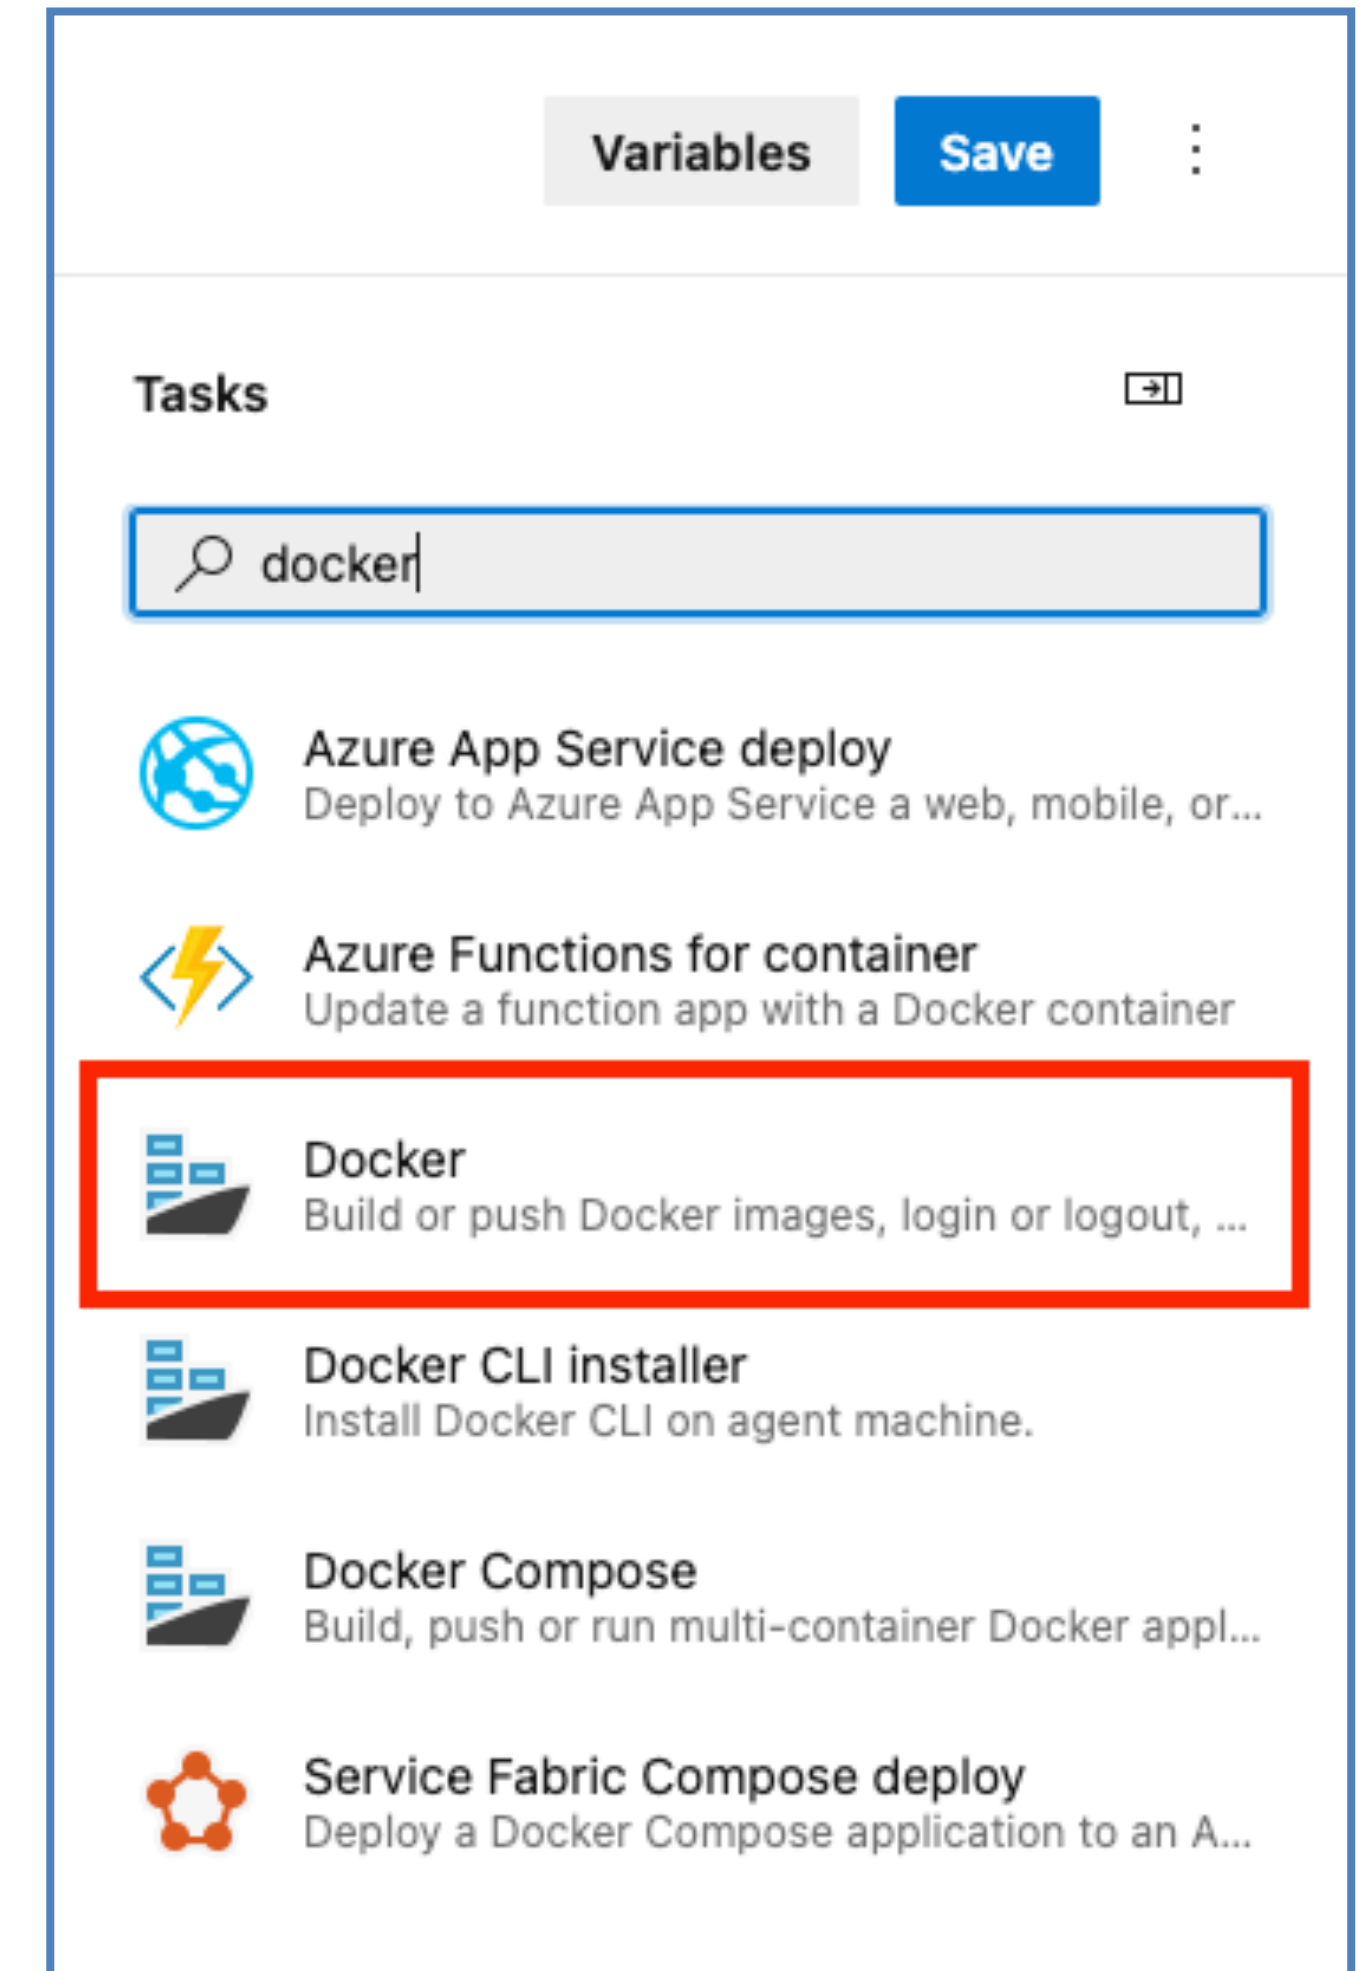 Variables
Save
Tasks
docker
Azure App Service deploy
Deploy to Azure App Service a web, mobile, or...
Azure Functions for container
Update a function app with a Docker container
Docker
Build or push Docker images, login or logout, ...
Docker CLI installer
Install Docker CLI on agent machine.
Docker Compose
Build, push or run multi-container Docker appl...
Service Fabric Compose deploy
Deploy a Docker Compose application to an A...